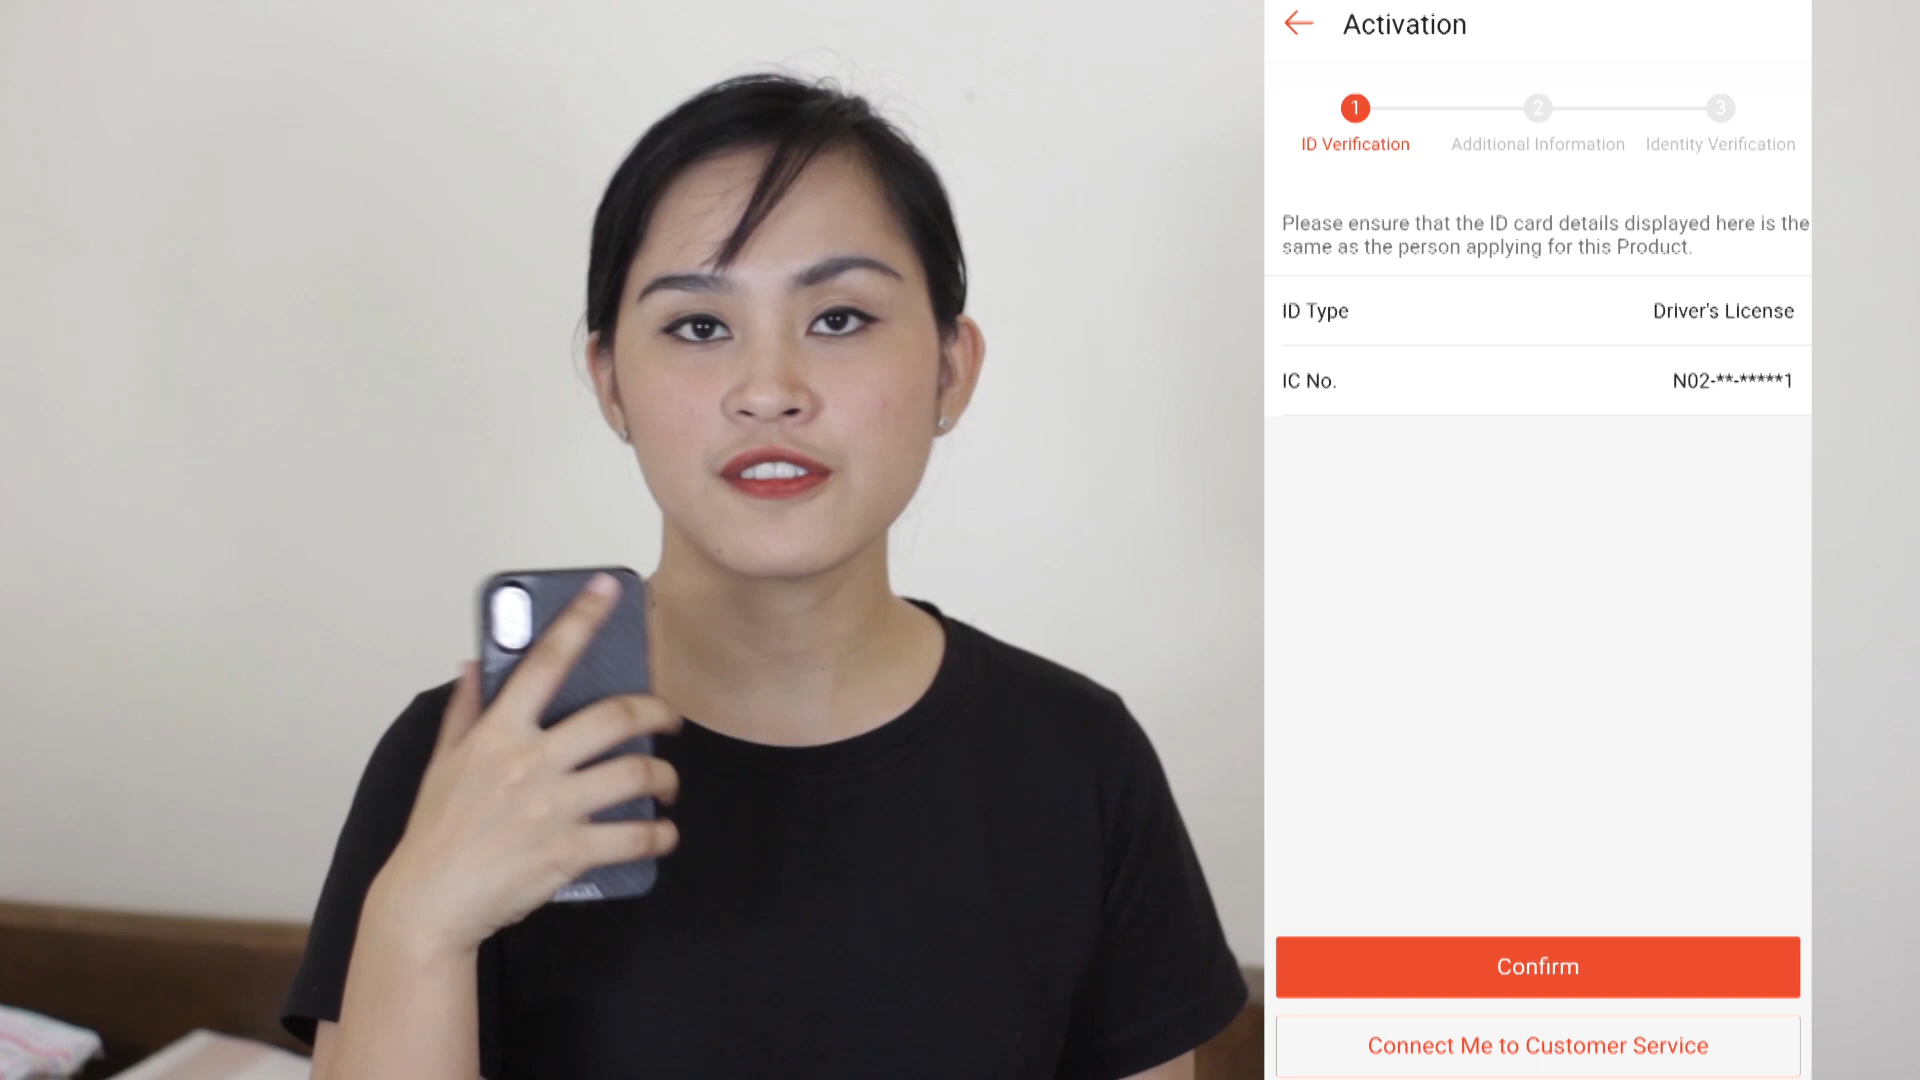 Activation
1
2
3
ID Verification
Additional Information
Identity Verification
Please ensure that the ID card details displayed here is the
same as the person applying for this Product.
ID Type
Driver's License
IC No.
N02-**-*****1
Confirm
Connect Me to Customer Service